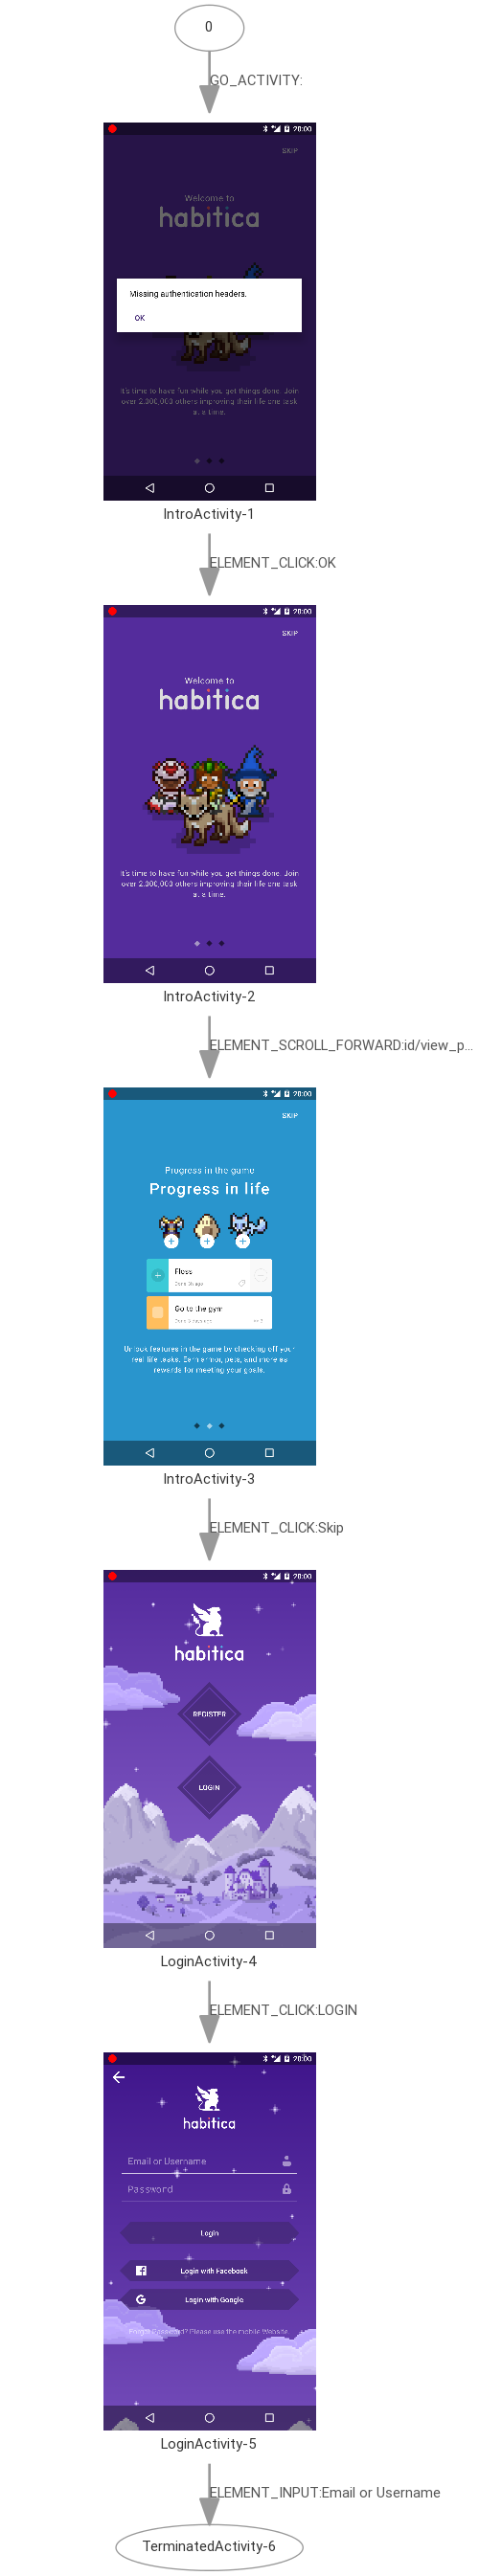 0
GO_ACTIVITY:
20:00
SKIP
Welcome to
habitica
Missing authentication headers.
OK
It's time to have fun while you get things done. Join
over 2,000,000 others improving their life one task
at a time.
IntroActivity-1
ELEMENT_CLICK:OK
20:00
SKIP
Welcome to
habitica
It's time to have fun while you get things done. Join
over 2,000,000 others improving their life one task
at a time.
IntroActivity-2
ELEMENT_SCROLL_FORWARD:id/view_p...
20:00
SKIP
Progress in the game
Progress in life
Floss
Go to the gym
Unlock features in the game by checking off your
real life tasks. Earn armor, pets, and more as
rewards for meeting your goals.
IntroActivity-3
ELEMENT_CLICK:Skip
20:00
habitica
REGISTER
LOGIN
LoginActivity-4
ELEMENT_CLICK:LOGIN
20:00
habitica
Email or Username
Password
Login
Login with Facebook
Login with Google
Forgot Password? Please use the mobile Website.
LoginActivity-5
ELEMENT_INPUT:Email or Username
TerminatedActivity-6